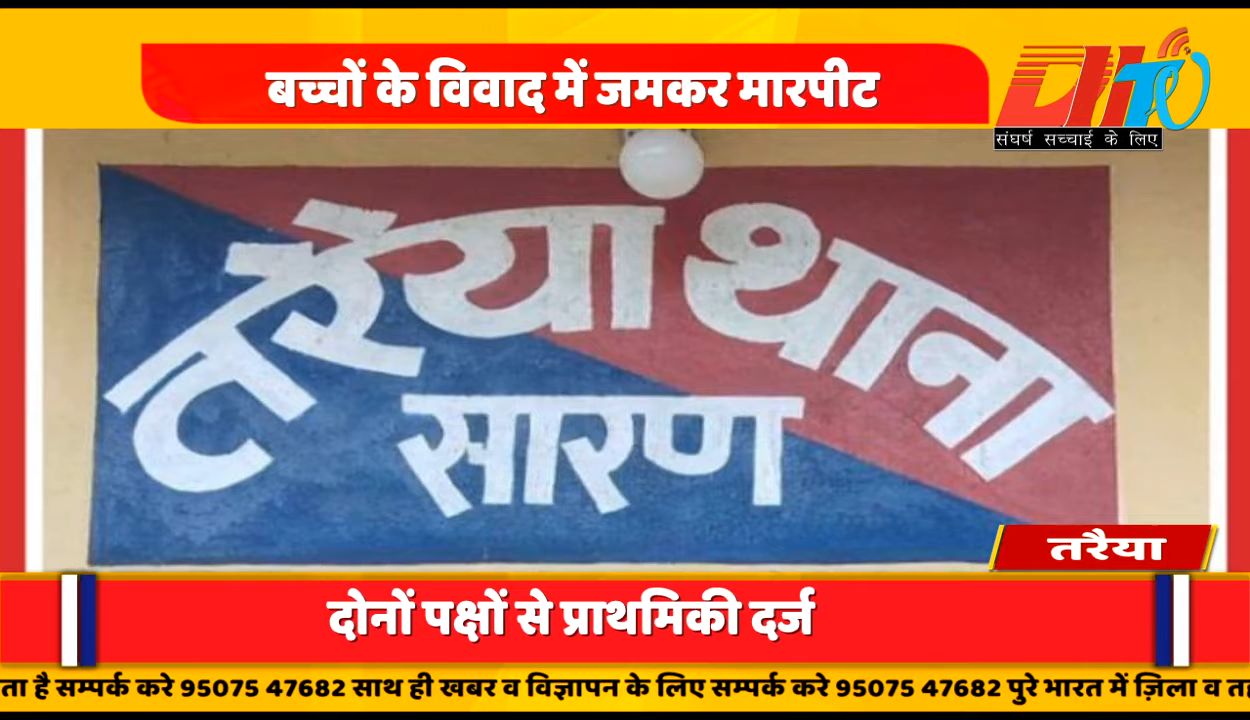 बच्चों के विवाद में जमकर मारपीट
संघर्ष सच्चाई के लिए
तरैयां थाना
सारण
तरैया
दोनों पक्षों से प्राथमिकी दर्ज
ता है सम्पर्क करे 95075 47682 साथ ही खबर व विज्ञापन के लिए सम्पर्क करे 95075 47682 पुरे भारत में ज़िला व